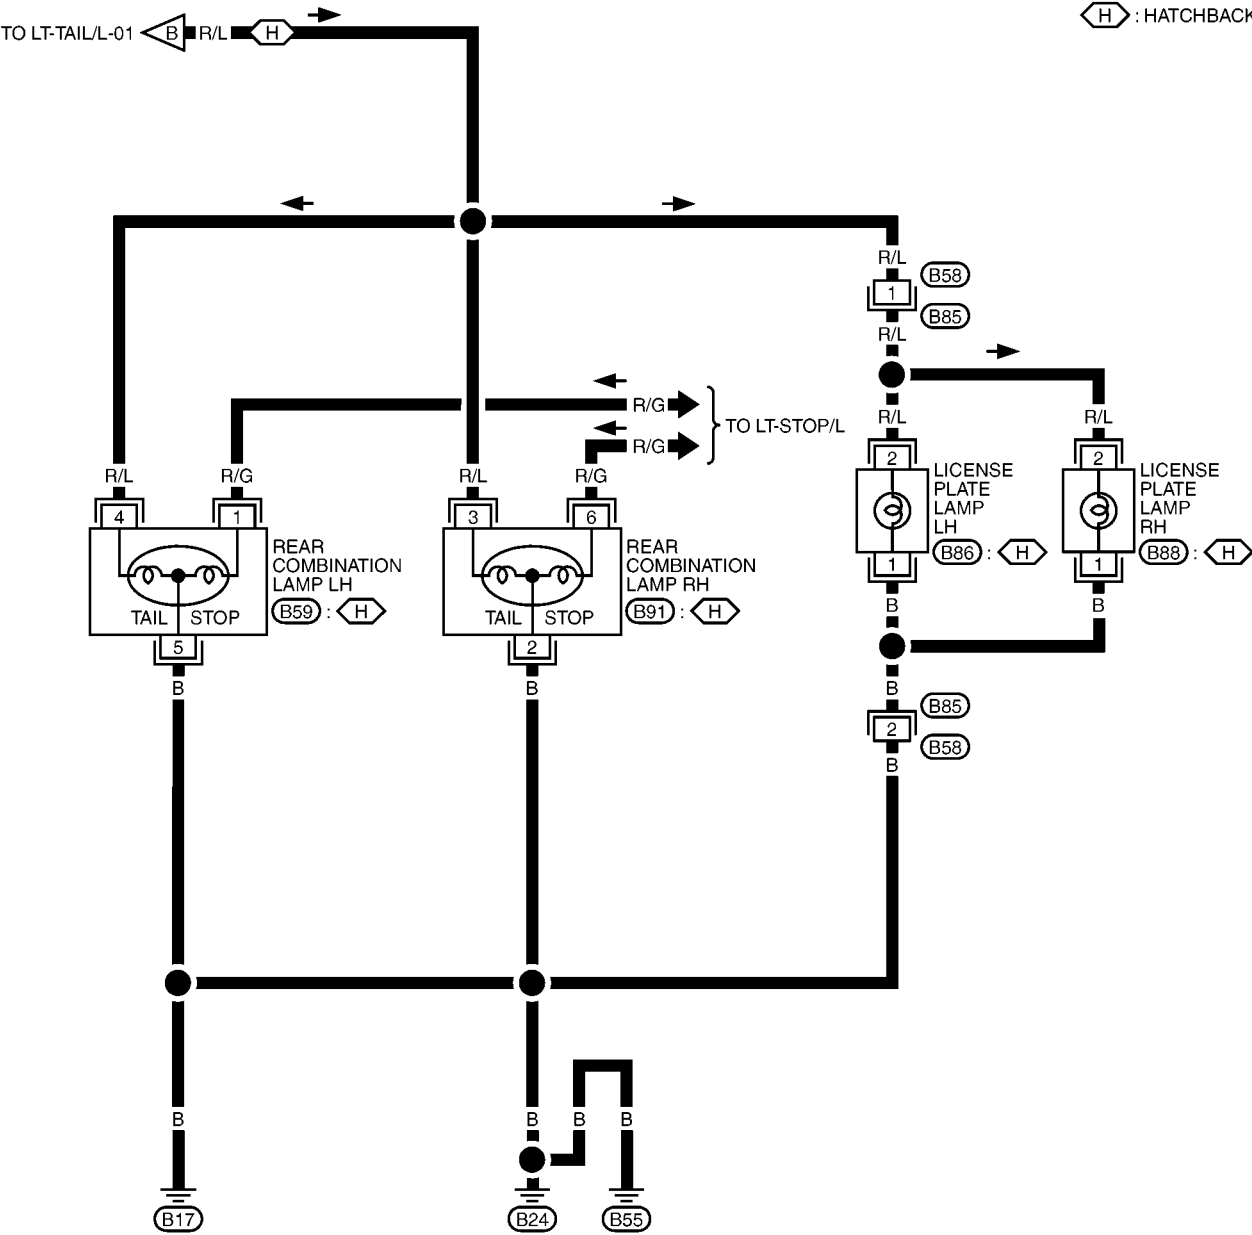 TO LT-TAIL/L-01 B R/L H
H : HATCHBACK
R/L
B58
1
B85
R/L
R/G
TO LT-STOP/L
R/G
R/L
R/L
R/L
R/G
R/L
R/G
2
2
4
1
3
6
LICENSE
PLATE
LAMP
LH
B86 : H
LICENSE
PLATE
LAMP
RH
B88 : H
REAR
COMBINATION
LAMP LH
B59 : H
TAIL STOP
REAR
COMBINATION
LAMP RH
B91 : H
TAIL STOP
1
1
B
B
5
2
B
B
B
B85
2
B58
B
B
B
B
B
B17
B24
B55